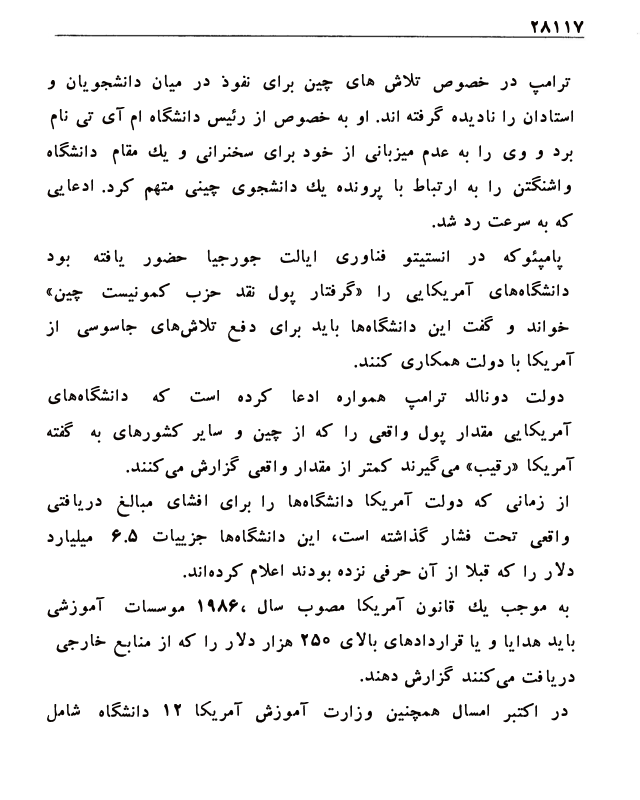 ۲۸۱۱۷
ترامپ در خصوص تلاش های چین برای نفوذ در میان دانشجویان و
استادان را نادیده گرفته اند. او به خصوص از رئیس دانشگاه ام آی تی نام
برد و وی را به عدم میزبانی از خود برای سخنرانی و یك مقام دانشگاه
واشنگتن را به ارتباط با پرونده یك دانشجوی چینی متهم کرد. ادعایی
که به سرعت رد شد.
پامپئوکه در انستیتو فناوری ایالت جورجیا حضور یافته بود
دانشگاه‌های آمریکایی را «گرفتار پول نقد حزب کمونیست چین»
خواند و گفت این دانشگاه‌ها باید برای دفع تلاش‌های جاسوسی از
آمریکا با دولت همکاری کنند.
دولت دونالد ترامپ همواره ادعا کرده است که دانشگاه‌های
آمریکایی مقدار پول واقعی را که از چین و سایر کشورهای به گفته
آمریکا «رقیب» می‌گیرند کمتر از مقدار واقعی گزارش می‌کنند.
از زمانی که دولت آمریکا دانشگاه‌ها را برای افشای مبالغ دریافتی
واقعی تحت فشار گذاشته است، این دانشگاه‌ها جزییات ۶.۵ میلیارد
دلار را که قبلا از آن حرفی نزده بودند اعلام کرده‌اند.
به موجب یك قانون آمریکا مصوب سال ،۱۹۸۶ موسسات آموزشی
باید هدایا و یا قراردادهای بالای ۲۵۰ هزار دلار را که از منابع خارجی
دریافت می‌کنند گزارش دهند.
در اکتبر امسال همچنین وزارت آموزش آمریکا ۱۲ دانشگاه شامل